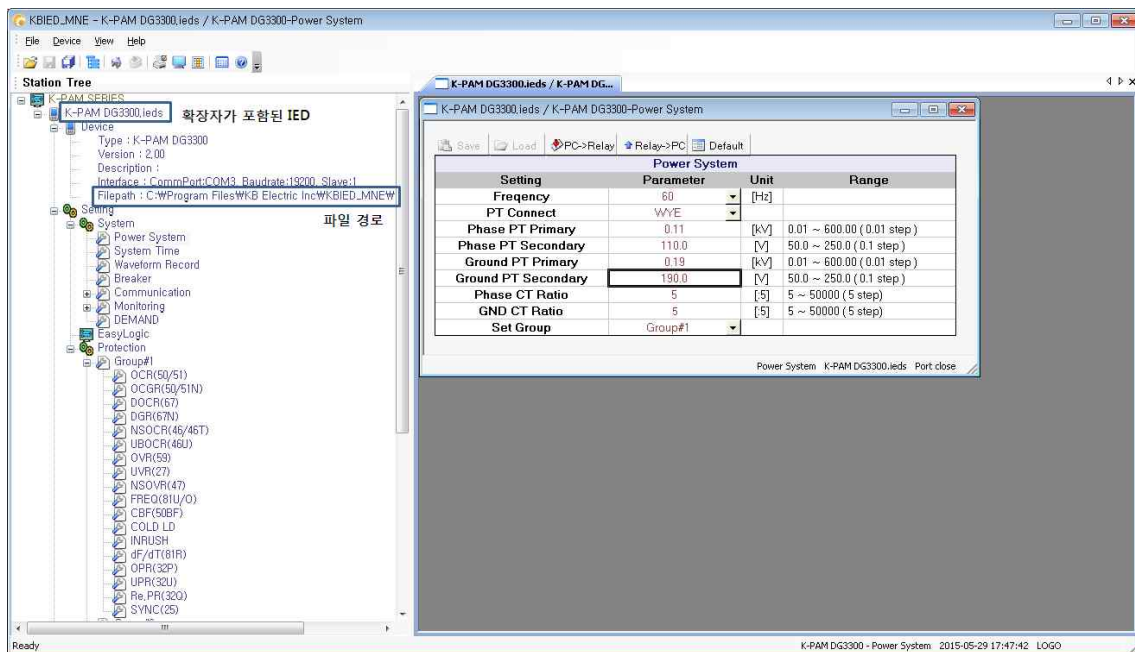 KBIED_MNE - K-PAM DG3300.ieds / K-PAM DG3300-Power System
File Device View Help
Station Tree
K-PAM SERIES
K-PAM DG3300.ieds 확장자가 포함된 IED
Device
Type : K-PAM DG3300
Version : 2.00
Description :
Interface : CommPort:COM3, Baudrate:19200, Slave:1
Filepath : C:₩Program Files₩KB Electric Inc₩KBIED_MNE₩
파일 경로
Setting
System
Power System
System Time
Waveform Record
Breaker
Communication
Monitoring
DEMAND
EasyLogic
Protection
Group#1
OCR(50/51)
OCGR(50/51N)
DOCR(67)
DGR(67N)
NSOCR(46/46T)
UBOCR(46U)
OVR(59)
UVR(27)
NSOVR(47)
FREQ(81U/O)
CBF(50BF)
COLD LD
INRUSH
dF/dT(81R)
OPR(32P)
UPR(32U)
Re,PR(32Q)
SYNC(25)
K-PAM DG3300.ieds / K-PAM DG...
K-PAM DG3300.ieds / K-PAM DG3300-Power System
Save Load PC->Relay Relay->PC Default
Power System
Setting Parameter Unit Range
Freqency 60 [Hz]
PT Connect WYE
Phase PT Primary 0.11 [kV] 0.01 ~ 600.00 ( 0.01 step )
Phase PT Secondary 110.0 [V] 50.0 ~ 250.0 ( 0.1 step )
Ground PT Primary 0.19 [kV] 0.01 ~ 600.00 ( 0.01 step )
Ground PT Secondary 190.0 [V] 50.0 ~ 250.0 ( 0.1 step )
Phase CT Ratio 5 [:5] 5 ~ 50000 ( 5 step)
GND CT Ratio 5 [:5] 5 ~ 50000 ( 5 step)
Set Group Group#1
Power System K-PAM DG3300.ieds Port close
Ready
K-PAM DG3300 - Power System 2015-05-29 17:47:42 LOGO